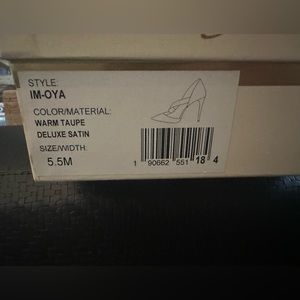 STYLE:
IM-OYA
COLOR/MATERIAL:
WARM TAUPE
DELUXE SATIN
SIZE/WIDTH:
5.5M
1 90662 551 18 4